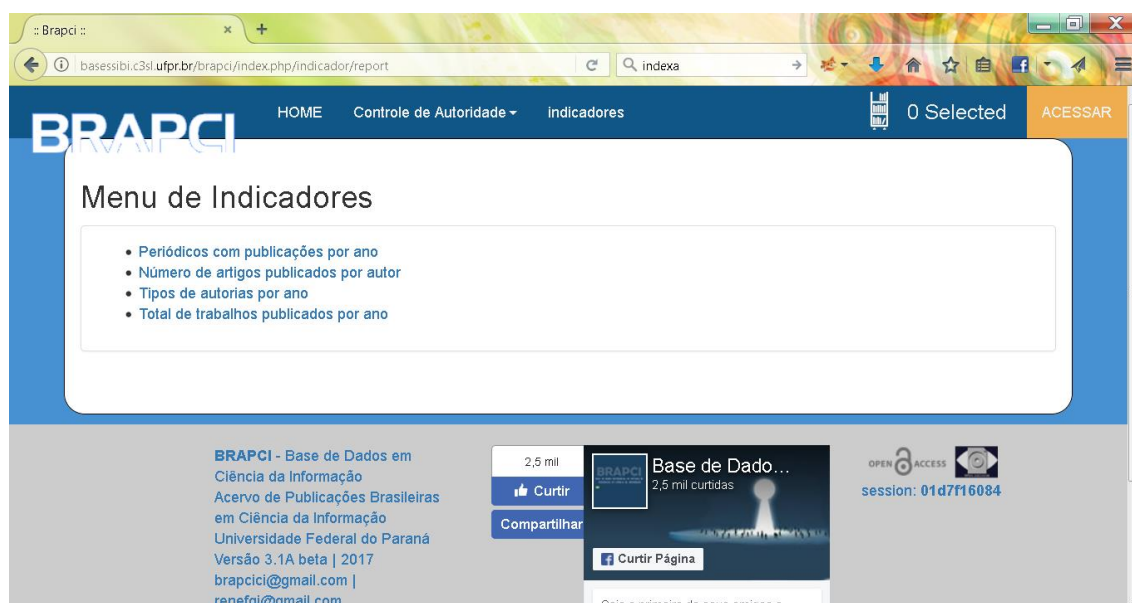 :: Brapci ::
basessibi.c3sl.ufpr.br/brapci/index.php/indicador/report
indexa
BRAPCI
HOME
Controle de Autoridade
indicadores
0 Selected
ACESSAR
Menu de Indicadores
Periódicos com publicações por ano
Número de artigos publicados por autor
Tipos de autorias por ano
Total de trabalhos publicados por ano
BRAPCI - Base de Dados em
Ciência da Informação
Acervo de Publicações Brasileiras
em Ciência da Informação
Universidade Federal do Paraná
Versão 3.1A beta | 2017
brapcici@gmail.com |
renefgj@gmail.com
2,5 mil
Curtir
Compartilhar
BRAPCI
Base de Dado...
2,5 mil curtidas
Curtir Página
OPEN ACCESS
session: 01d7f16084